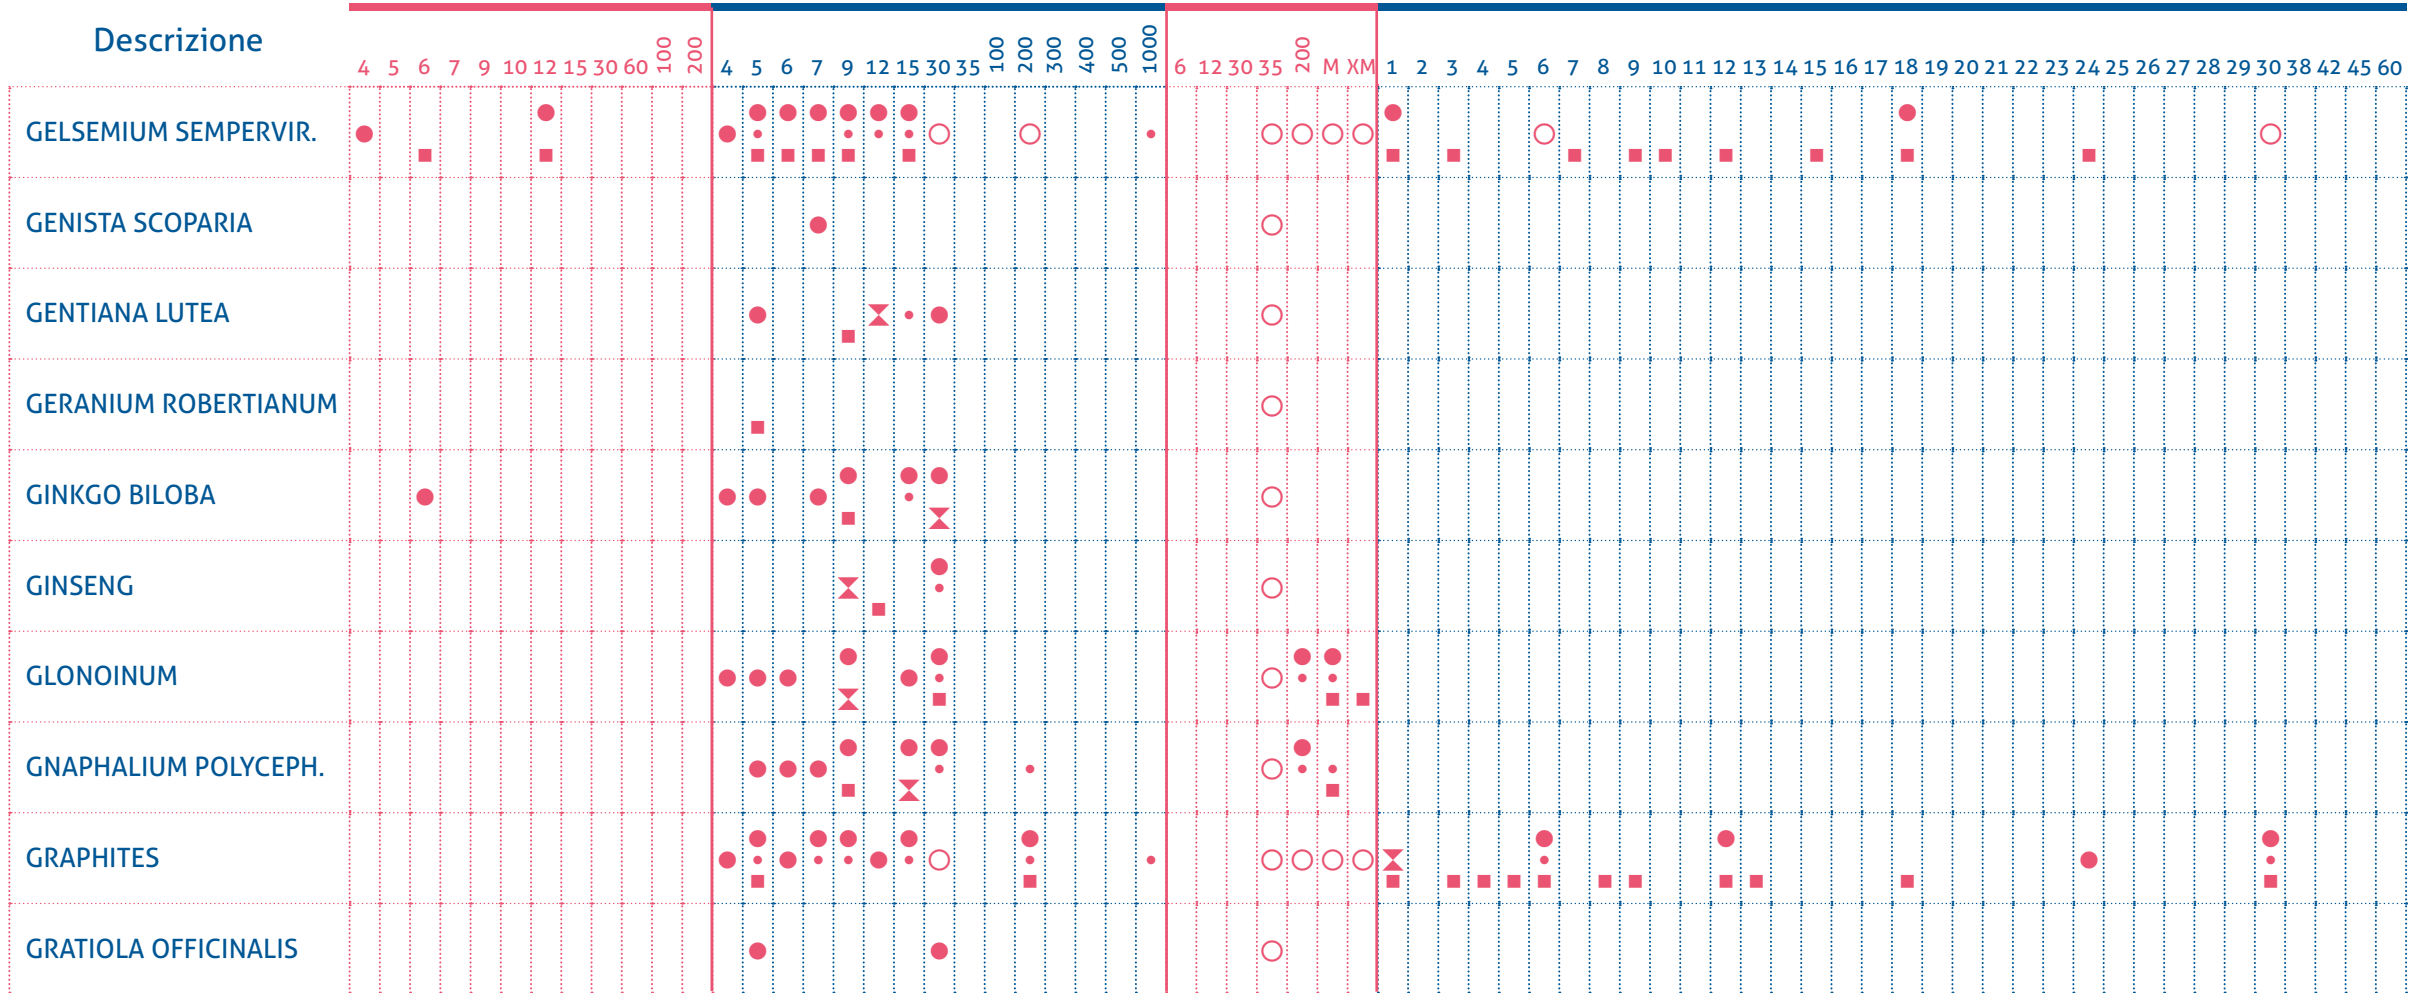 Descrizione
4 5 6 7 9 10 12 15 30 60 100 200 4 5 6 7 9 12 15 30 35 100 200 300 400 500 1000 6 12 30 35 200 M XM 1 2 3 4 5 6 7 8 9 10 11 12 13 14 15 16 17 18 19 20 21 22 23 24 25 26 27 28 29 30 38 42 45 60
GELSEMIUM SEMPERVIR.
GENISTA SCOPARIA
GENTIANA LUTEA
GERANIUM ROBERTIANUM
GINKGO BILOBA
GINSENG
GLONOINUM
GNAPHALIUM POLYCEPH.
GRAPHITES
GRATIOLA OFFICINALIS